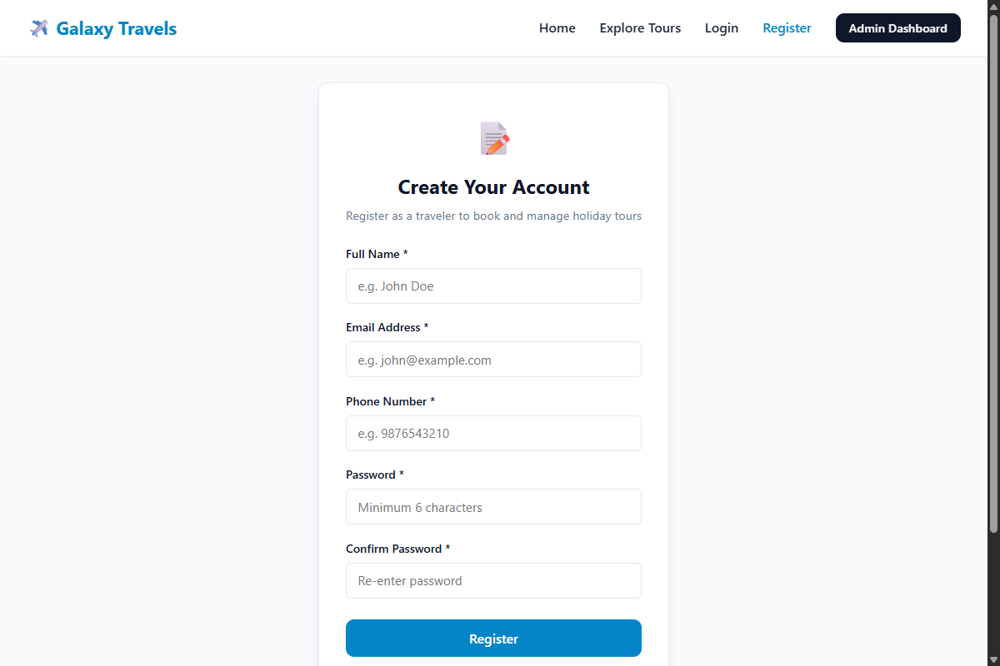 Galaxy Travels
Home
Explore Tours
Login
Register
Admin Dashboard
Create Your Account
Register as a traveler to book and manage holiday tours
Full Name *
e.g. John Doe
Email Address *
e.g. john@example.com
Phone Number *
e.g. 9876543210
Password *
Minimum 6 characters
Confirm Password *
Re-enter password
Register